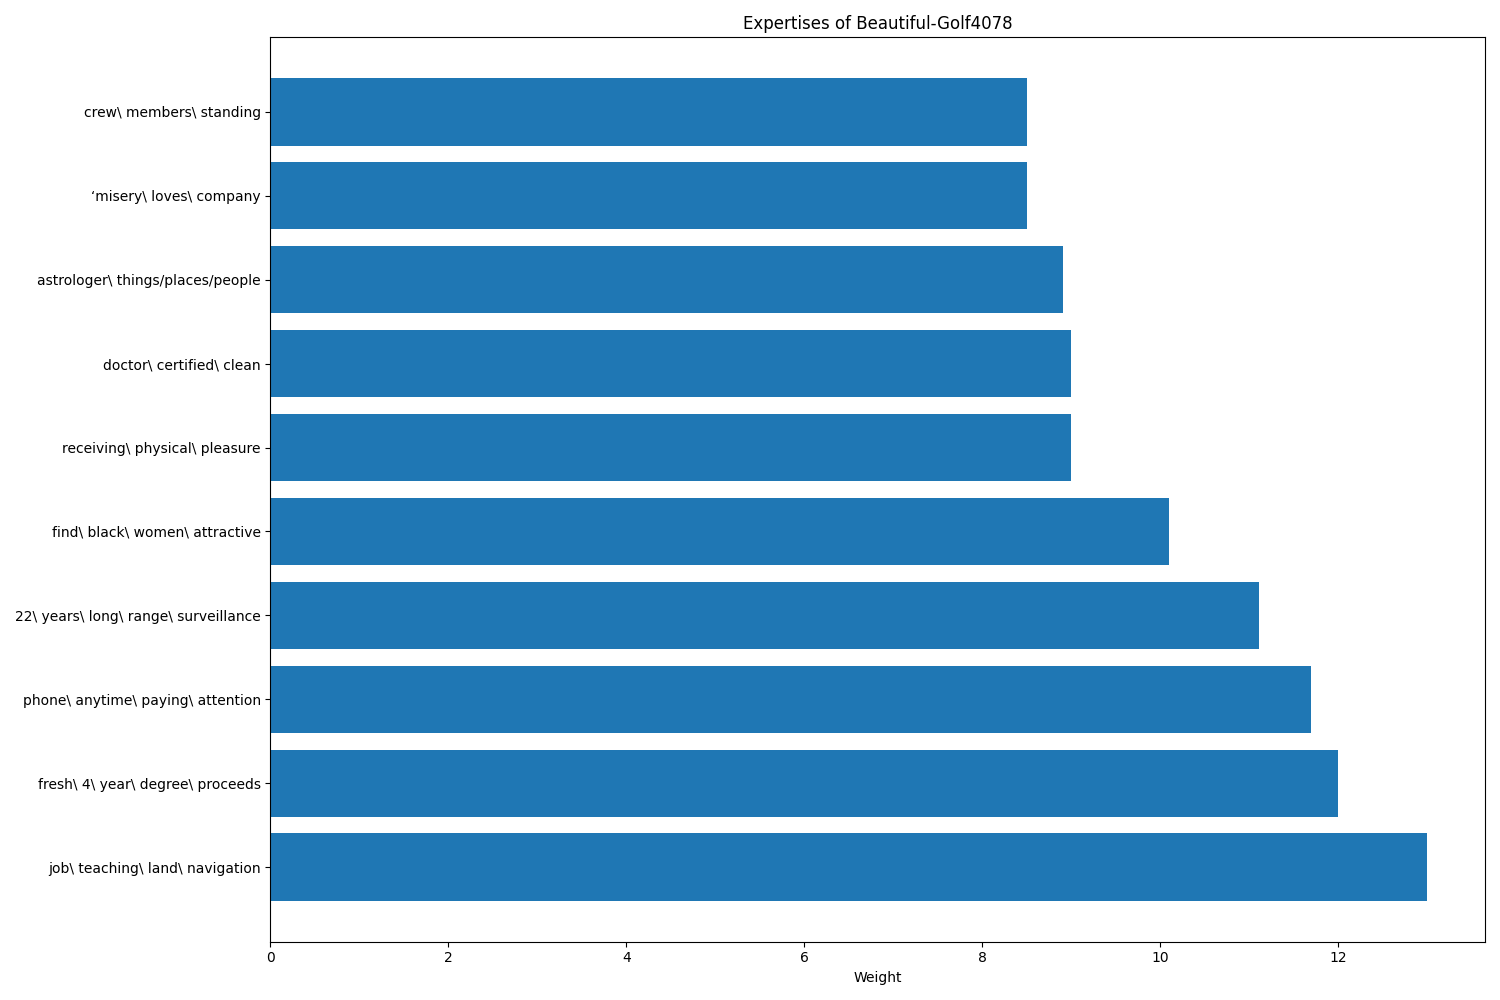 Expertises of Beautiful-Golf4078
crew\ members\ standing
‘misery\ loves\ company
astrologer\ things/places/people
doctor\ certified\ clean
receiving\ physical\ pleasure
find\ black\ women\ attractive
22\ years\ long\ range\ surveillance
phone\ anytime\ paying\ attention
fresh\ 4\ year\ degree\ proceeds
job\ teaching\ land\ navigation
0 2 4 6 8 10 12
Weight